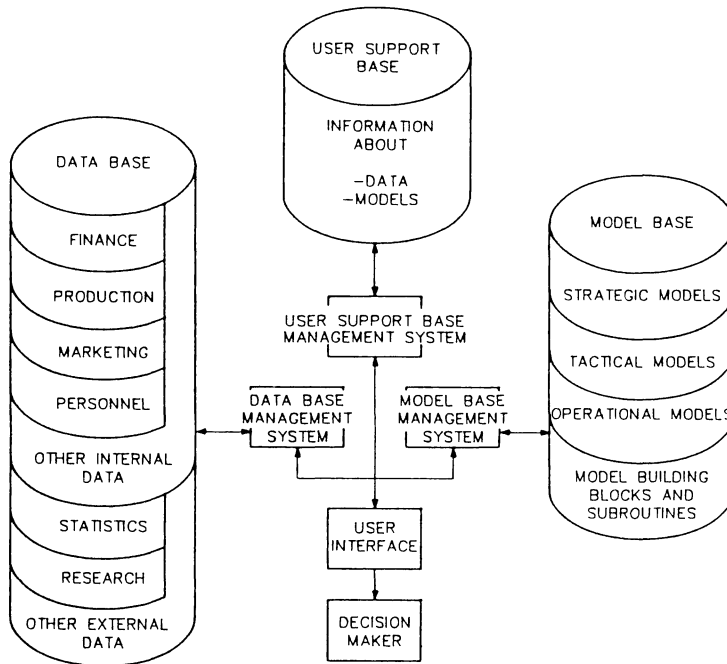 USER SUPPORT
BASE
INFORMATION
ABOUT
-DATA
-MODELS
DATA BASE
FINANCE
PRODUCTION
MARKETING
PERSONNEL
OTHER INTERNAL
DATA
STATISTICS
RESEARCH
OTHER EXTERNAL
DATA
USER SUPPORT BASE
MANAGEMENT SYSTEM
DATA BASE
MANAGEMENT
SYSTEM
MODEL BASE
MANAGEMENT
SYSTEM
USER
INTERFACE
DECISION
MAKER
MODEL BASE
STRATEGIC MODELS
TACTICAL MODELS
OPERATIONAL MODELS
MODEL BUILDING
BLOCKS AND
SUBROUTINES